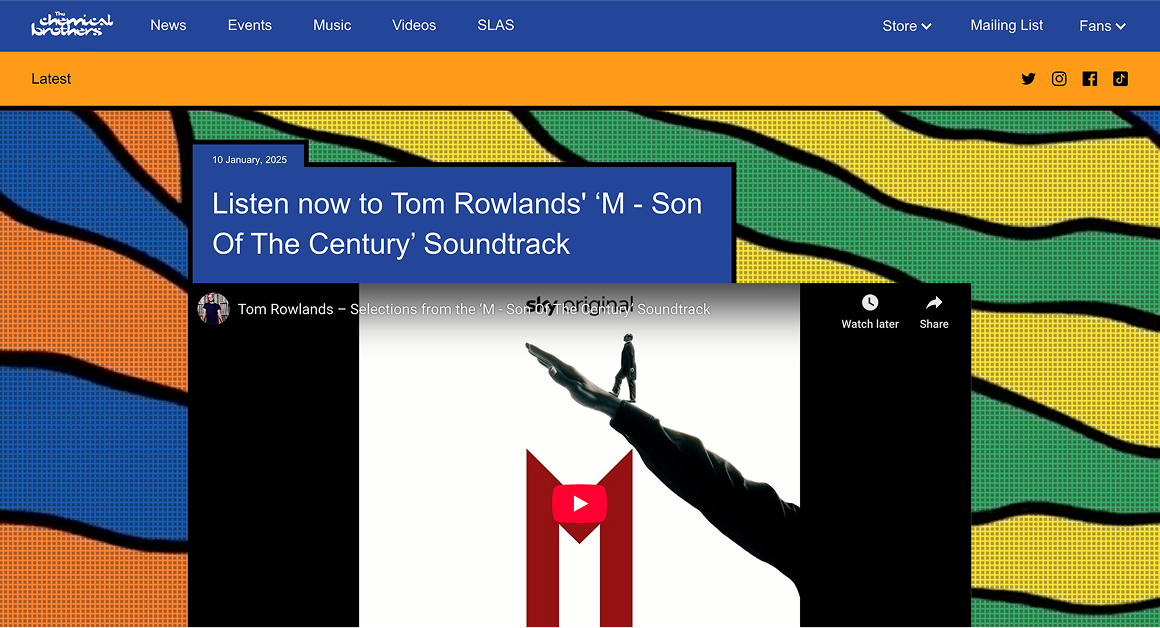 The chemical brothers
News
Events
Music
Videos
SLAS
Store
Mailing List
Fans
Latest
10 January, 2025
Listen now to Tom Rowlands' ‘M - Son
Of The Century’ Soundtrack
Tom Rowlands – Selections from the ‘M - Son Of The Century’ Soundtrack
sky original
Watch later
Share
M